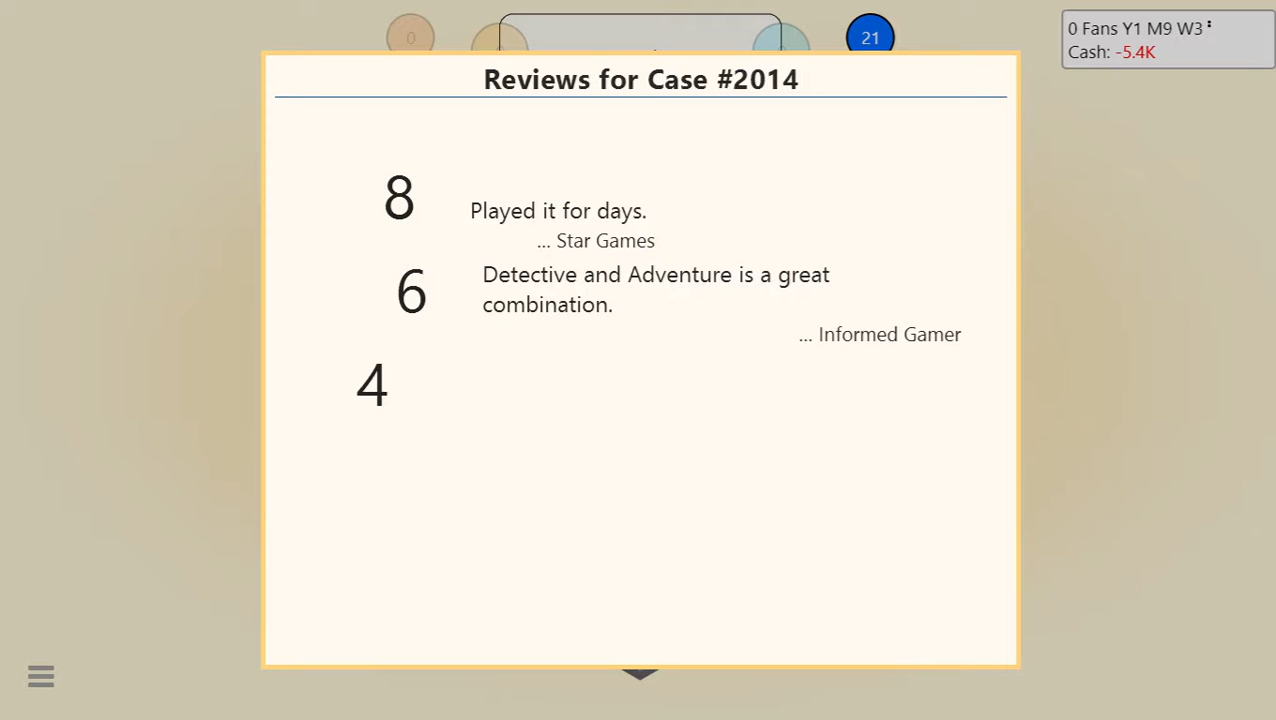 0
21
0 Fans Y1 M9 W3
Cash: -5.4K
Reviews for Case #2014
8
Played it for days.
... Star Games
6
Detective and Adventure is a great
combination.
... Informed Gamer
4